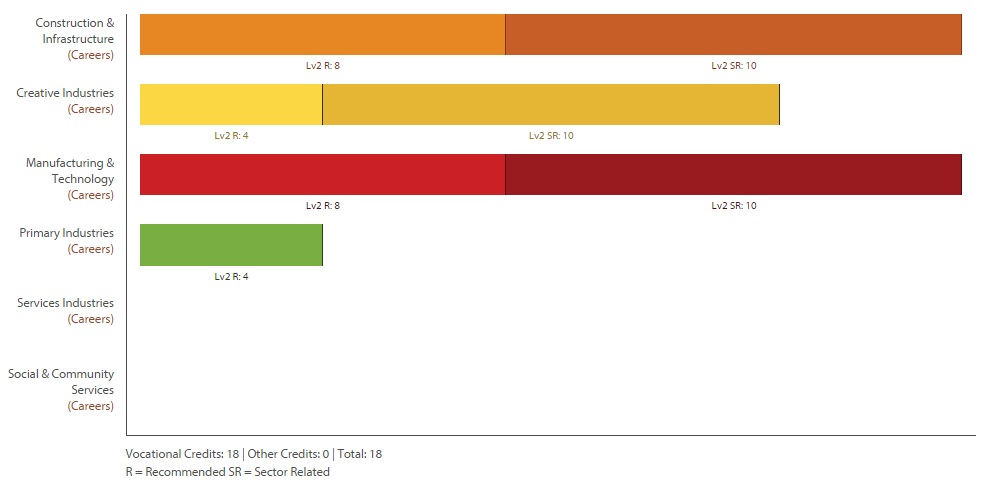 Construction &
Infrastructure
(Careers)
Lv2 R: 8
Lv2 SR: 10
Creative Industries
(Careers)
Lv2 R: 4
Lv2 SR: 10
Manufacturing &
Technology
(Careers)
Lv2 R: 8
Lv2 SR: 10
Primary Industries
(Careers)
Lv2 R: 4
Services Industries
(Careers)
Social & Community
Services
(Careers)
Vocational Credits: 18 | Other Credits: 0 | Total: 18
R = Recommended SR = Sector Related